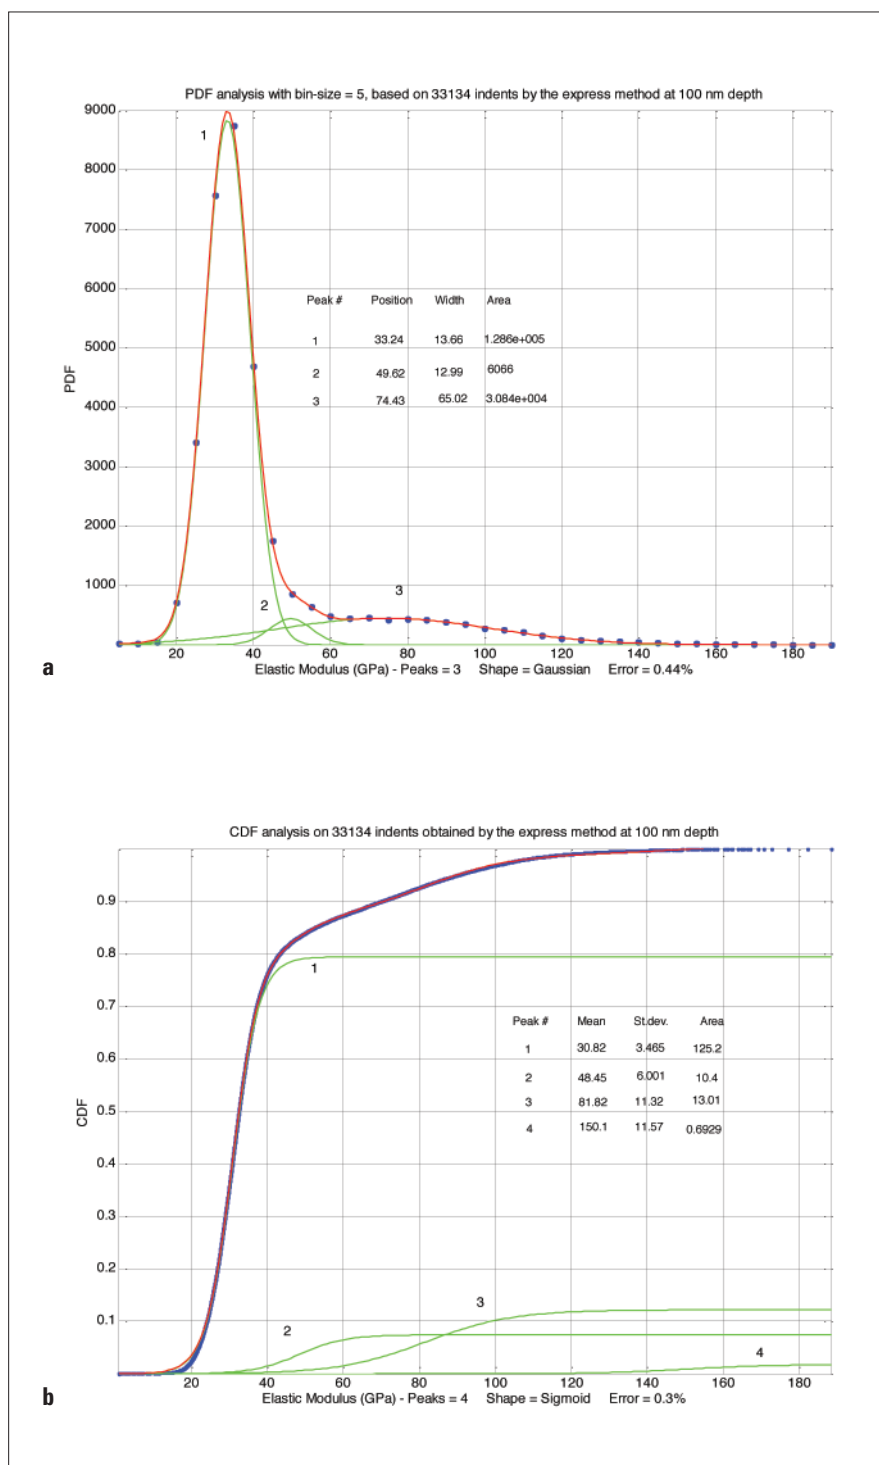 PDF analysis with bin-size = 5, based on 33134 indents by the express method at 100 nm depth
9000
8000
7000
6000
5000
4000
3000
2000
1000
PDF
1
2
3
Peak # Position Width Area
1 33.24 13.66 1.286e+005
2 49.62 12.99 6066
3 74.43 65.02 3.084e+004
20 40 60 80 100 120 140 160 180
Elastic Modulus (GPa) - Peaks = 3 Shape = Gaussian Error = 0.44%
a
CDF analysis on 33134 indents obtained by the express method at 100 nm depth
0.9
0.8
0.7
0.6
0.5
0.4
0.3
0.2
0.1
CDF
1
Peak # Mean St.dev. Area
1 30.82 3.465 125.2
2 48.45 6.001 10.4
3 81.82 11.32 13.01
4 150.1 11.57 0.6929
3
2
4
20 40 60 80 100 120 140 160 180
Elastic Modulus (GPa) - Peaks = 4 Shape = Sigmoid Error = 0.3%
b